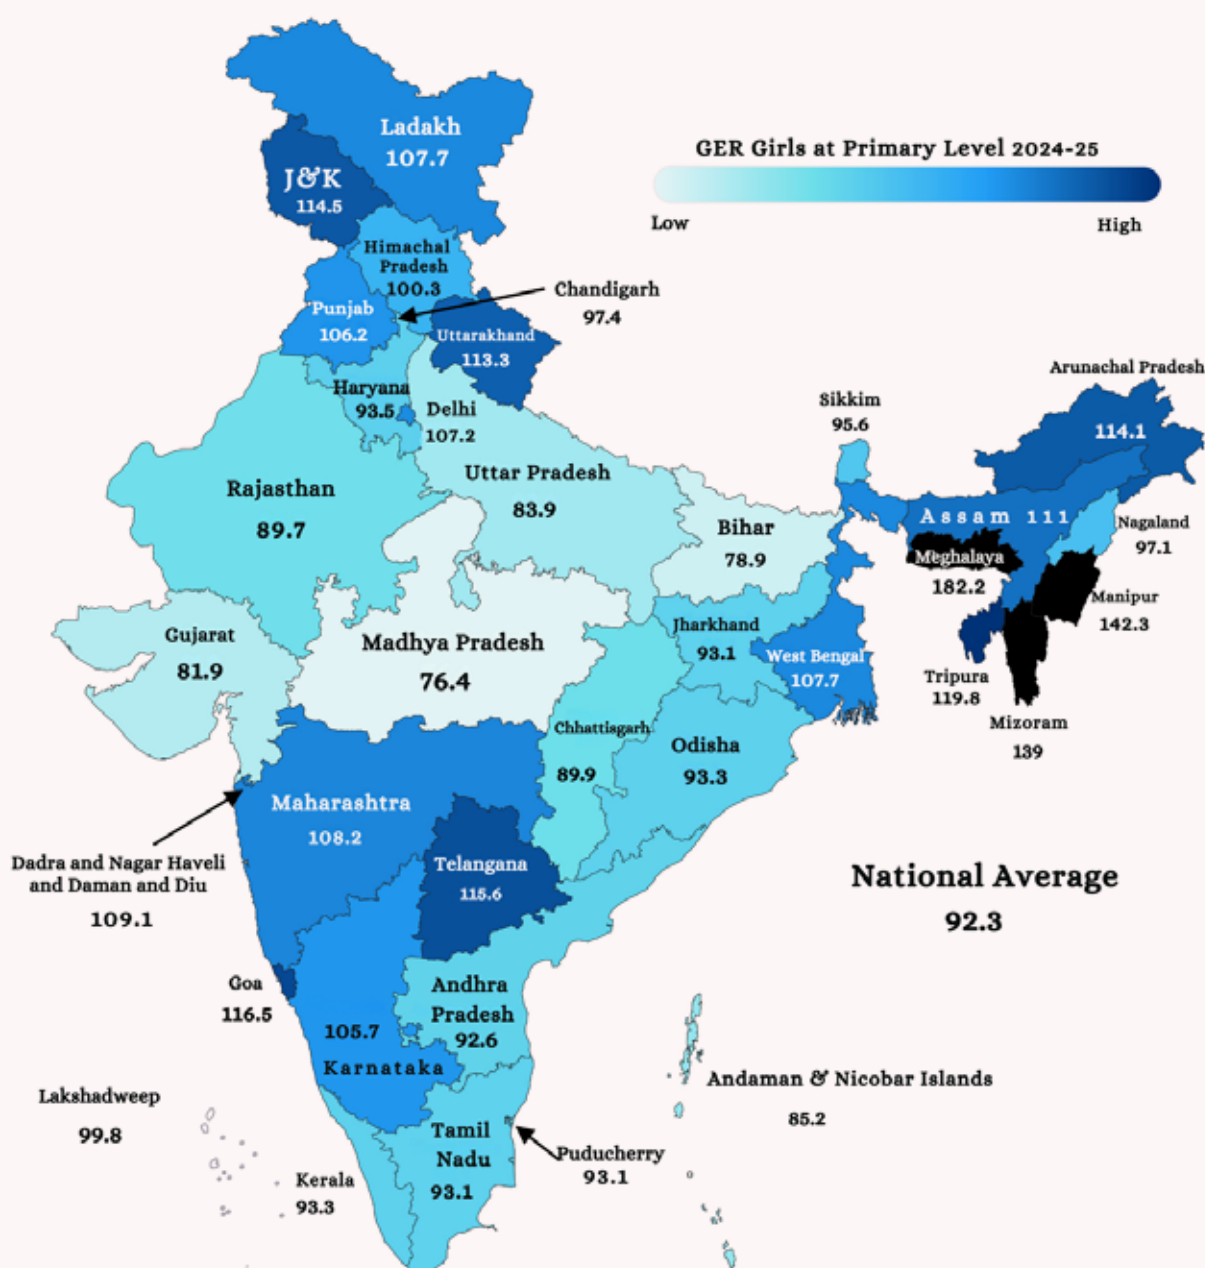 Ladakh
107.7
GER Girls at Primary Level 2024-25
Low
High
J&K
114.5
Himachal
Pradesh
100.3
Chandigarh
97.4
Punjab
106.2
Uttarakhand
113.3
Arunachal Pradesh
114.1
Haryana
93.5
Delhi
107.2
Sikkim
95.6
Uttar Pradesh
83.9
Rajasthan
89.7
Bihar
78.9
Assam 111
Nagaland
97.1
Meghalaya
182.2
Manipur
142.3
Gujarat
81.9
Madhya Pradesh
76.4
Jharkhand
93.1
West Bengal
107.7
Tripura
119.8
Mizoram
139
Chhattisgarh
89.9
Odisha
93.3
Maharashtra
108.2
Dadra and Nagar Haveli
and Daman and Diu
109.1
Telangana
115.6
National Average
92.3
Goa
116.5
Andhra
Pradesh
92.6
105.7
Karnataka
Andaman & Nicobar Islands
85.2
Lakshadweep
99.8
Tamil
Nadu
93.1
Puducherry
93.1
Kerala
93.3